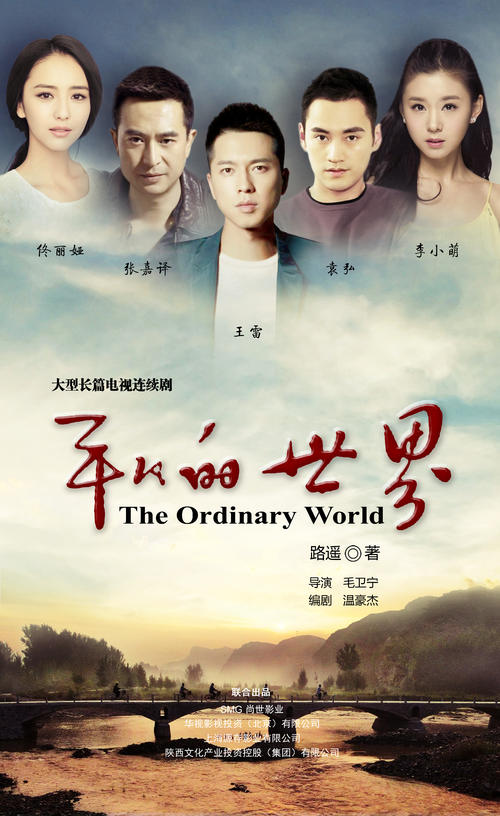 佟丽娅
张嘉译
王雷
袁弘
李小萌
大型长篇电视连续剧
平凡的世界
The Ordinary World
路遥◎著
导演 毛卫宁
编剧 温豪杰
联合出品
SMG 尚世影业
华视影视投资（北京）有限公司
上海源存影业有限公司
陕西文化产业投资控股（集团）有限公司